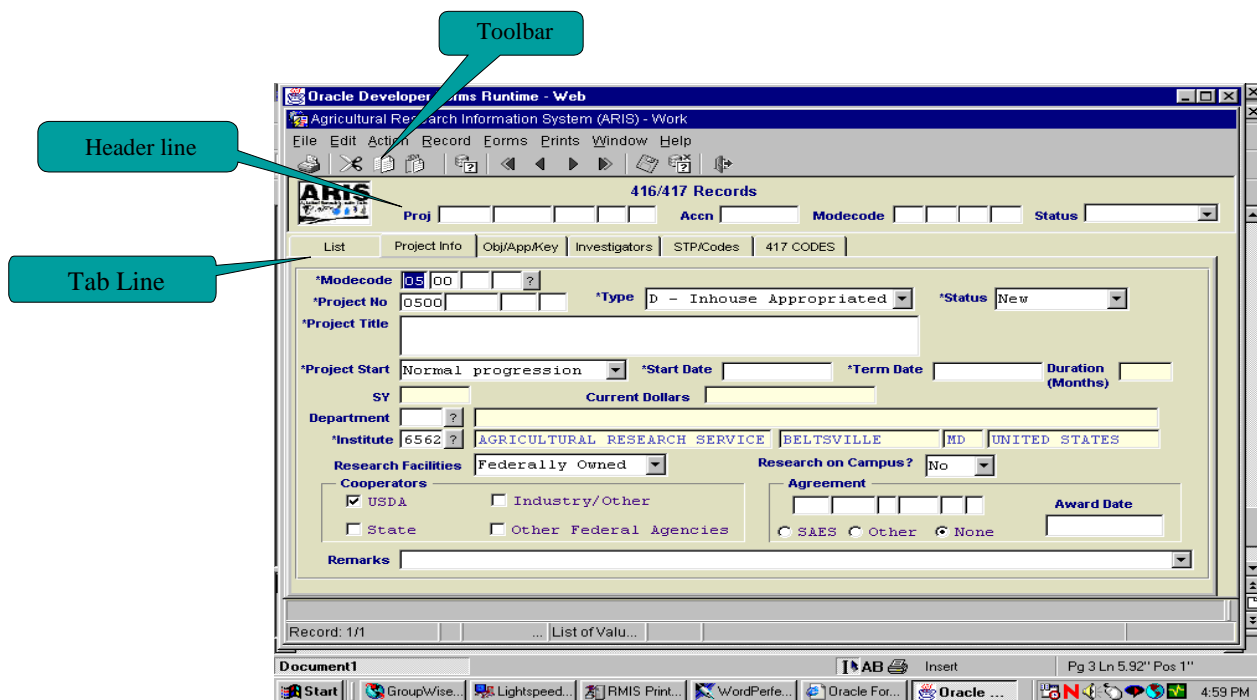 Toolbar
Header line
Tab Line
Oracle Developer Forms Runtime - Web
Agricultural Research Information System (ARIS) - Work
File Edit Action Record Forms Prints Window Help
ARIS
416/417 Records
Proj Accn Modecode Status
List Project Info Obj/App/Key Investigators STP/Codes 417 CODES
*Modecode 05 00 ?
*Project No 0500 *Type D - Inhouse Appropriated *Status New
*Project Title
*Project Start Normal progression *Start Date *Term Date Duration
(Months)
SY Current Dollars
Department ?
*Institute 6562 ? AGRICULTURAL RESEARCH SERVICE BELTSVILLE MD UNITED STATES
Research Facilities Federally Owned Research on Campus? No
Cooperators Agreement
USDA Industry/Other Award Date
State Other Federal Agencies SAES Other None
Remarks
Record: 1/1 ... List of Valu...
Document1 AB Insert Pg 3 Ln 5.92" Pos 1"
Start GroupWise... Lightspeed... RMIS Print... WordPerfe... Oracle For... Oracle ... N 4:59 PM